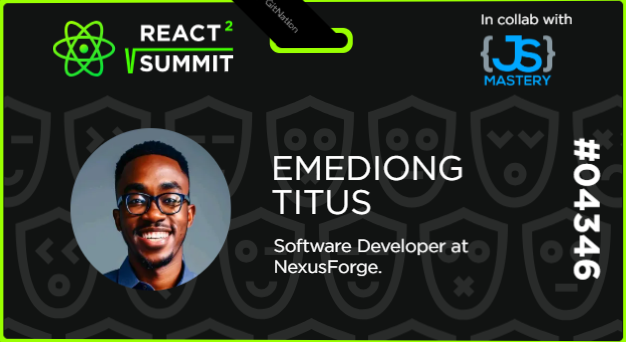 GitNation
REACT 2
√SUMMIT
In collab with
{JS}
MASTERY
EMEDIONG
TITUS
Software Developer at
NexusForge.
#04346